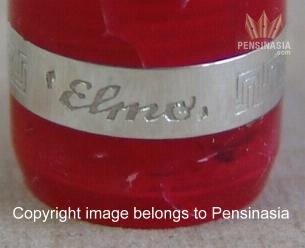 PENSINASIA
.COM
'Elmo,
Copyright image belongs to Pensinasia